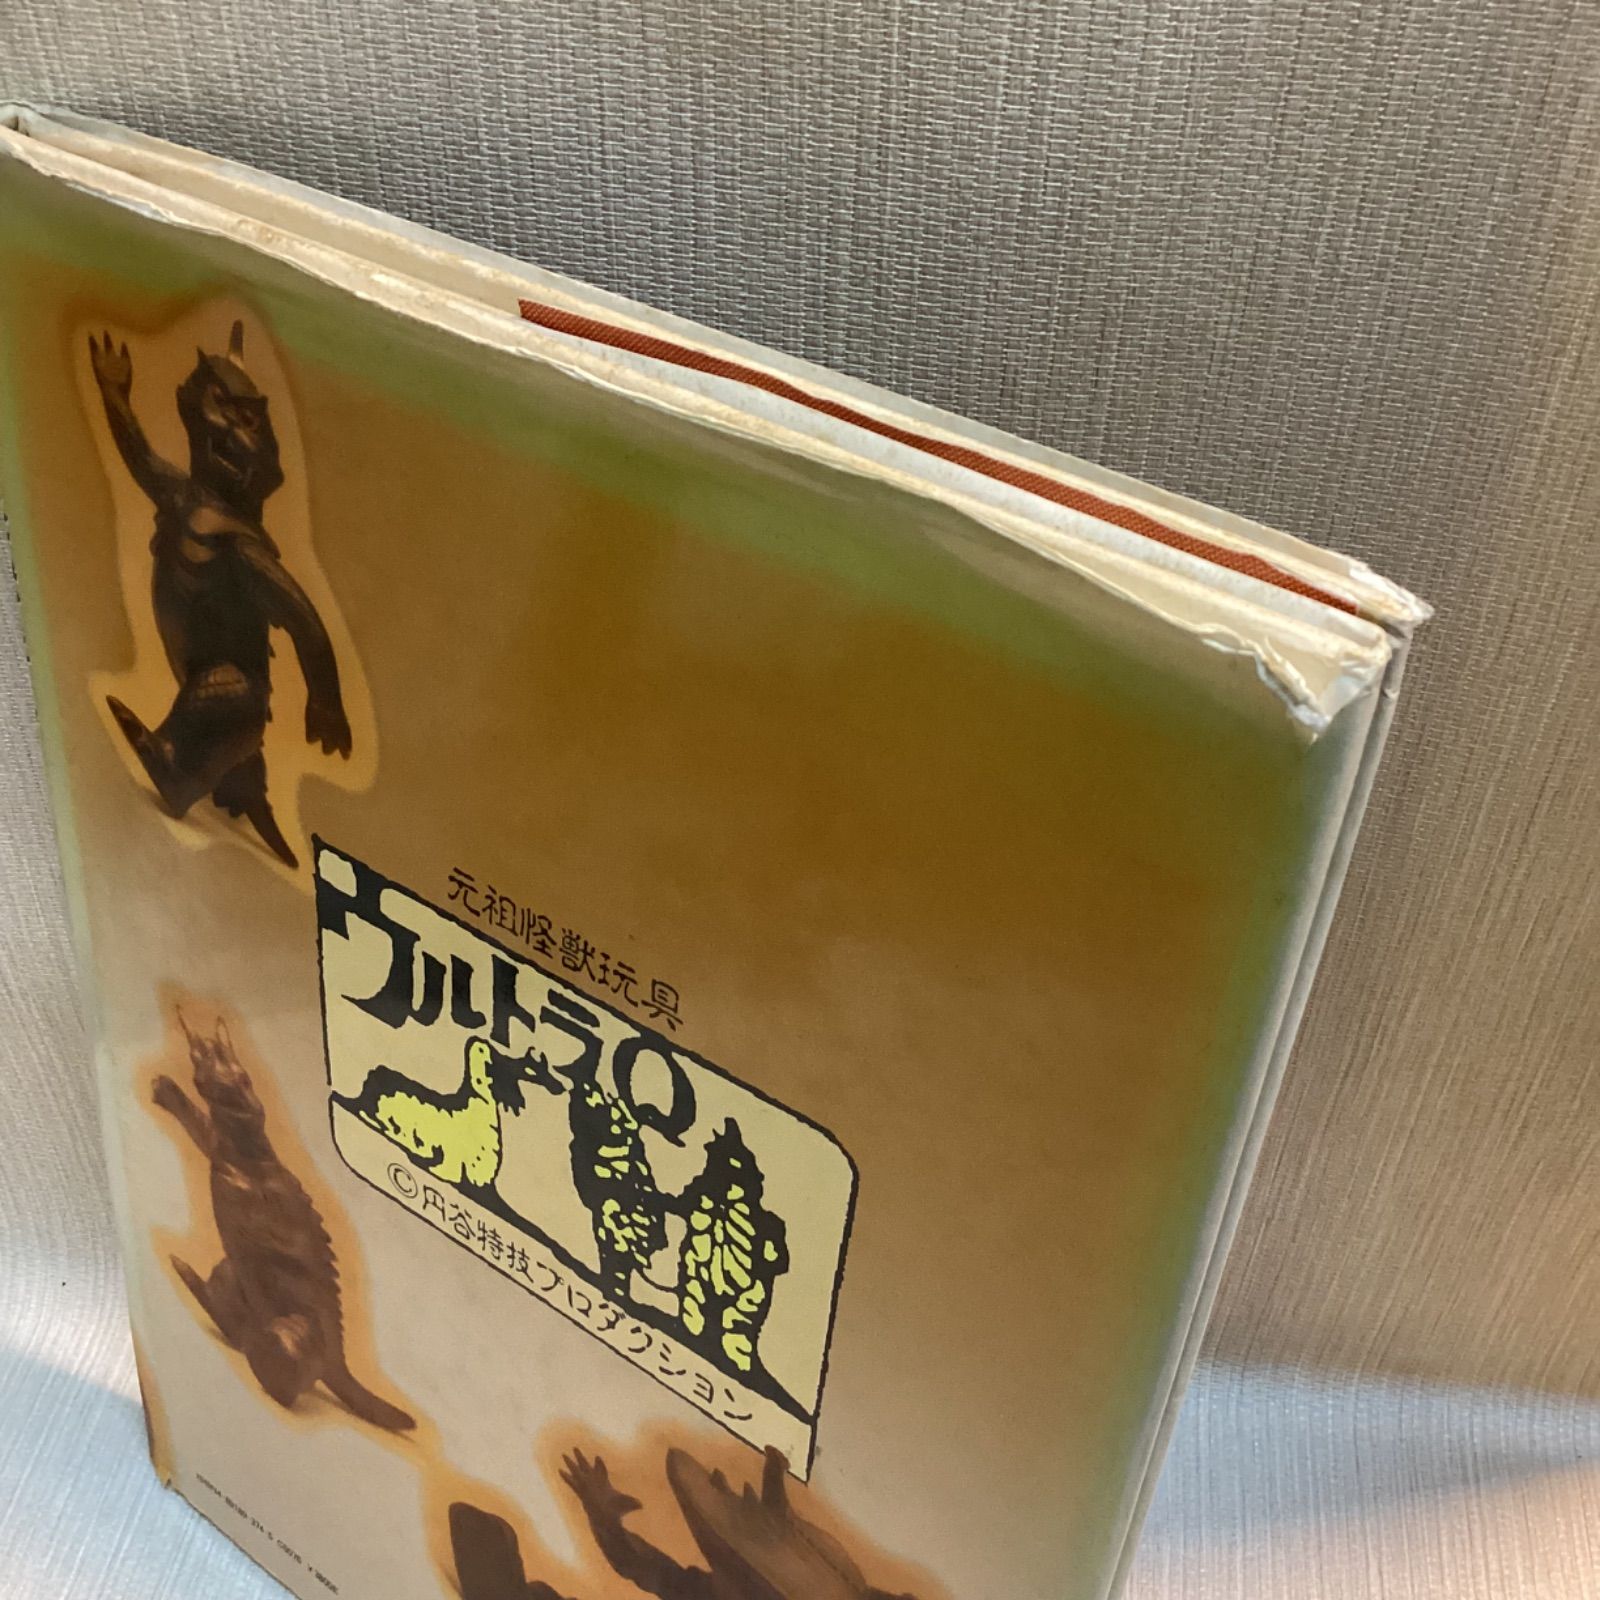 元祖怪獣玩具
ウルトラQ
©円谷特技プロダクション